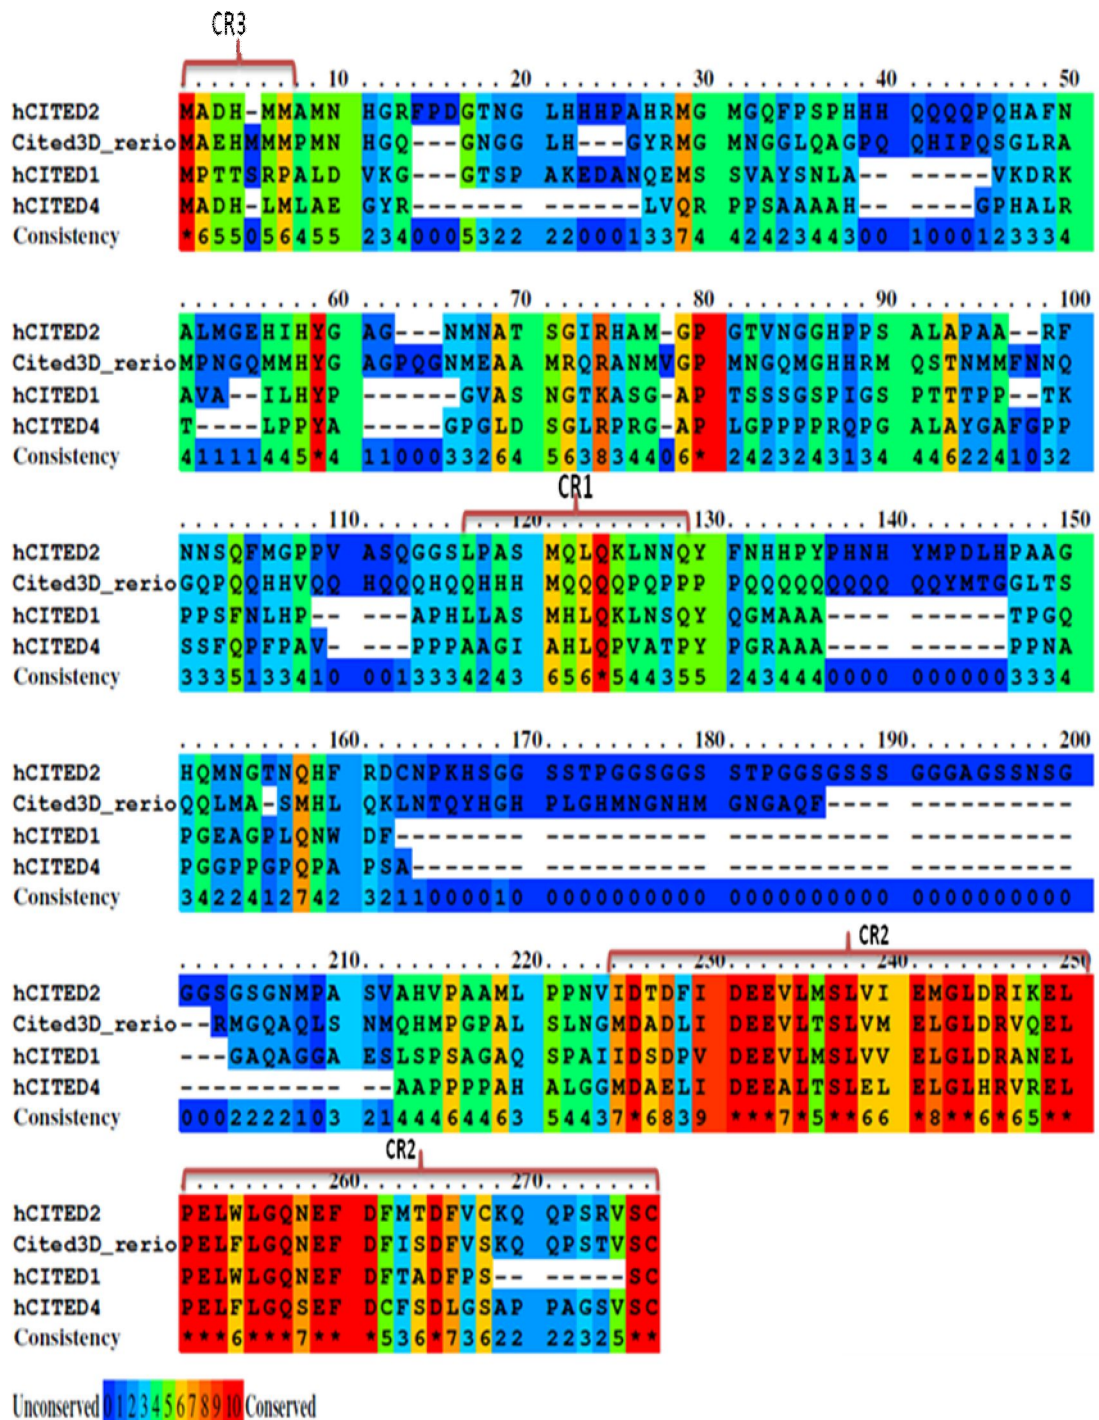 CR3
. . . . . . . . . 10 . . . . . . . . . 20 . . . . . . . . . 30 . . . . . . . . . 40 . . . . . . . . . 50
hCITED2 MADH-MMAMN HGRFPDGTNG LHHHPAHRMG MGQFPSPHHH QQQQPQHAFN
Cited3D_rerio MAEHMMMPMN HGQ---GNGG LH---GYRMG MNGGLQAGPQ QHIPQSGLRA
hCITED1 MPTTSRPALD VKG---GTSP AKEDANQEMS SVAYSNLA-- -----VKDRK
hCITED4 MADH-LMLAE GYR------- ------LVQR PPSAAAAH-- ----GPHALR
Consistency *655056455 2340005322 2200013374 4242344300 1000123334
. . . . . . . . . 60 . . . . . . . . . 70 . . . . . . . . . 80 . . . . . . . . . 90 . . . . . . . . . 100
hCITED2 ALMGEHIHYG AG---NMNAT SGIRHAM-GP GTVNGGHPPS ALAPAA--RF
Cited3D_rerio MPNGQMMHYG AGPQGNMEAA MRQRANMVGP MNGQMGHHRM QSTNMMFNNQ
hCITED1 AVA--ILHYP ------GVAS NGTKASG-AP TSSSGSPIGS PTTTPP--TK
hCITED4 T----LPPYA -----GPGLD SGLRPRG-AP LGPPPPRQPG ALAYGAFGPP
Consistency 41111445*4 1100033264 563834406* 2423243134 4462241032
CR1
. . . . . . . . . 110 . . . . . . . . . 120 . . . . . . . . . 130 . . . . . . . . . 140 . . . . . . . . . 150
hCITED2 NNSQFMGPPV ASQGGSLPAS MQLQKLNNQY FNHHPYPHNH YMPDLHPAAG
Cited3D_rerio GQPQQHHVQQ HQQQHQQHHH MQQQQPQPPP PQQQQQQQQQ QQYMTGGLTS
hCITED1 PPSFNLHP-- ---APHLLAS MHLQKLNSQY QGMAAA---- ------TPGQ
hCITED4 SSFQPFPAV- ---PPPAAGI AHLQPVATPY PGRAAA---- ------PPNA
Consistency 3335133410 0013334243 656*544355 2434440000 0000003334
. . . . . . . . . 160 . . . . . . . . . 170 . . . . . . . . . 180 . . . . . . . . . 190 . . . . . . . . . 200
hCITED2 HQMNGTNQHF RDCNPKHSGG SSTPGGSGGS STPGGSGSSS GGGAGSSNSG
Cited3D_rerio QQLMA-SMHL QKLNTQYHGH PLGHMNGNHM GNGAQF---- ----------
hCITED1 PGEAGPLQNWDF-------- ---------- ---------- ----------
hCITED4 PGGPPGPQPA PSA------- ---------- ---------- ----------
Consistency 3422412742 3211000010 0000000000 0000000000 0000000000
CR2
. . . . . . . . . 210 . . . . . . . . . 220 . . . . . . . . . 230 . . . . . . . . . 240 . . . . . . . . . 250
hCITED2 GGSGSGNMPA SVAHVPAAML PPNVIDTDFI DEEVLMSLVI EMGLDRIKEL
Cited3D_rerio --RMGQAQLS NMQHMPGPAL SLNGMDADLI DEEVLTSLVM ELGLDRVQEL
hCITED1 ---GAQAGGA ESLSPSAGAQ SPAIIDSDPV DEEVLMSLVV ELGLDRANEL
hCITED4 ---------- --AAPPPPAH ALGGMDAELI DEEALTSLEL ELGLHRVREL
Consistency 0002222103 2144464463 54437*6839 ***7*5**66 *8**6*65**
CR2
. . . . . . . . . 260 . . . . . . . . . 270 . . . . . . . .
hCITED2 PELWLGQNEF DFMTDFVCKQ QPSRVSC
Cited3D_rerio PELFLGQNEF DFISDFVSKQ QPSTVSC
hCITED1 PELWLGQNEF DFTADFPS-- -----SC
hCITED4 PELFLGQSEF DCFSDLGSAP PAGSVSC
Consistency ***6***7** *536*73622 22325**
Unconserved 0 1 2 3 4 5 6 7 8 9 10 Conserved